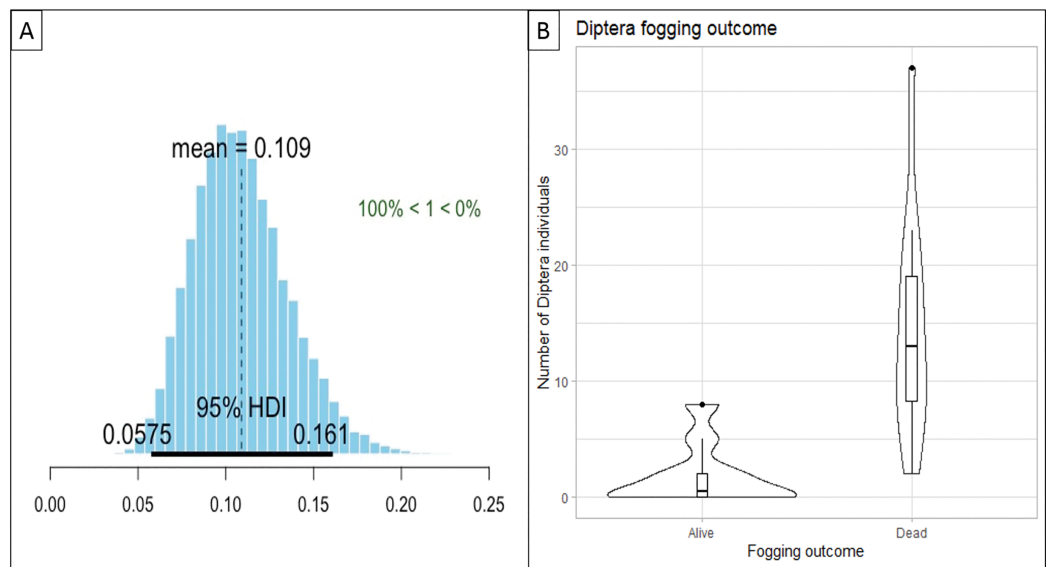 A
mean = 0.109
100% < 1 < 0%
95% HDI
0.0575
0.161
0.00 0.05 0.10 0.15 0.20 0.25
B
Diptera fogging outcome
Number of Diptera individuals
30
20
10
0
Alive Dead
Fogging outcome